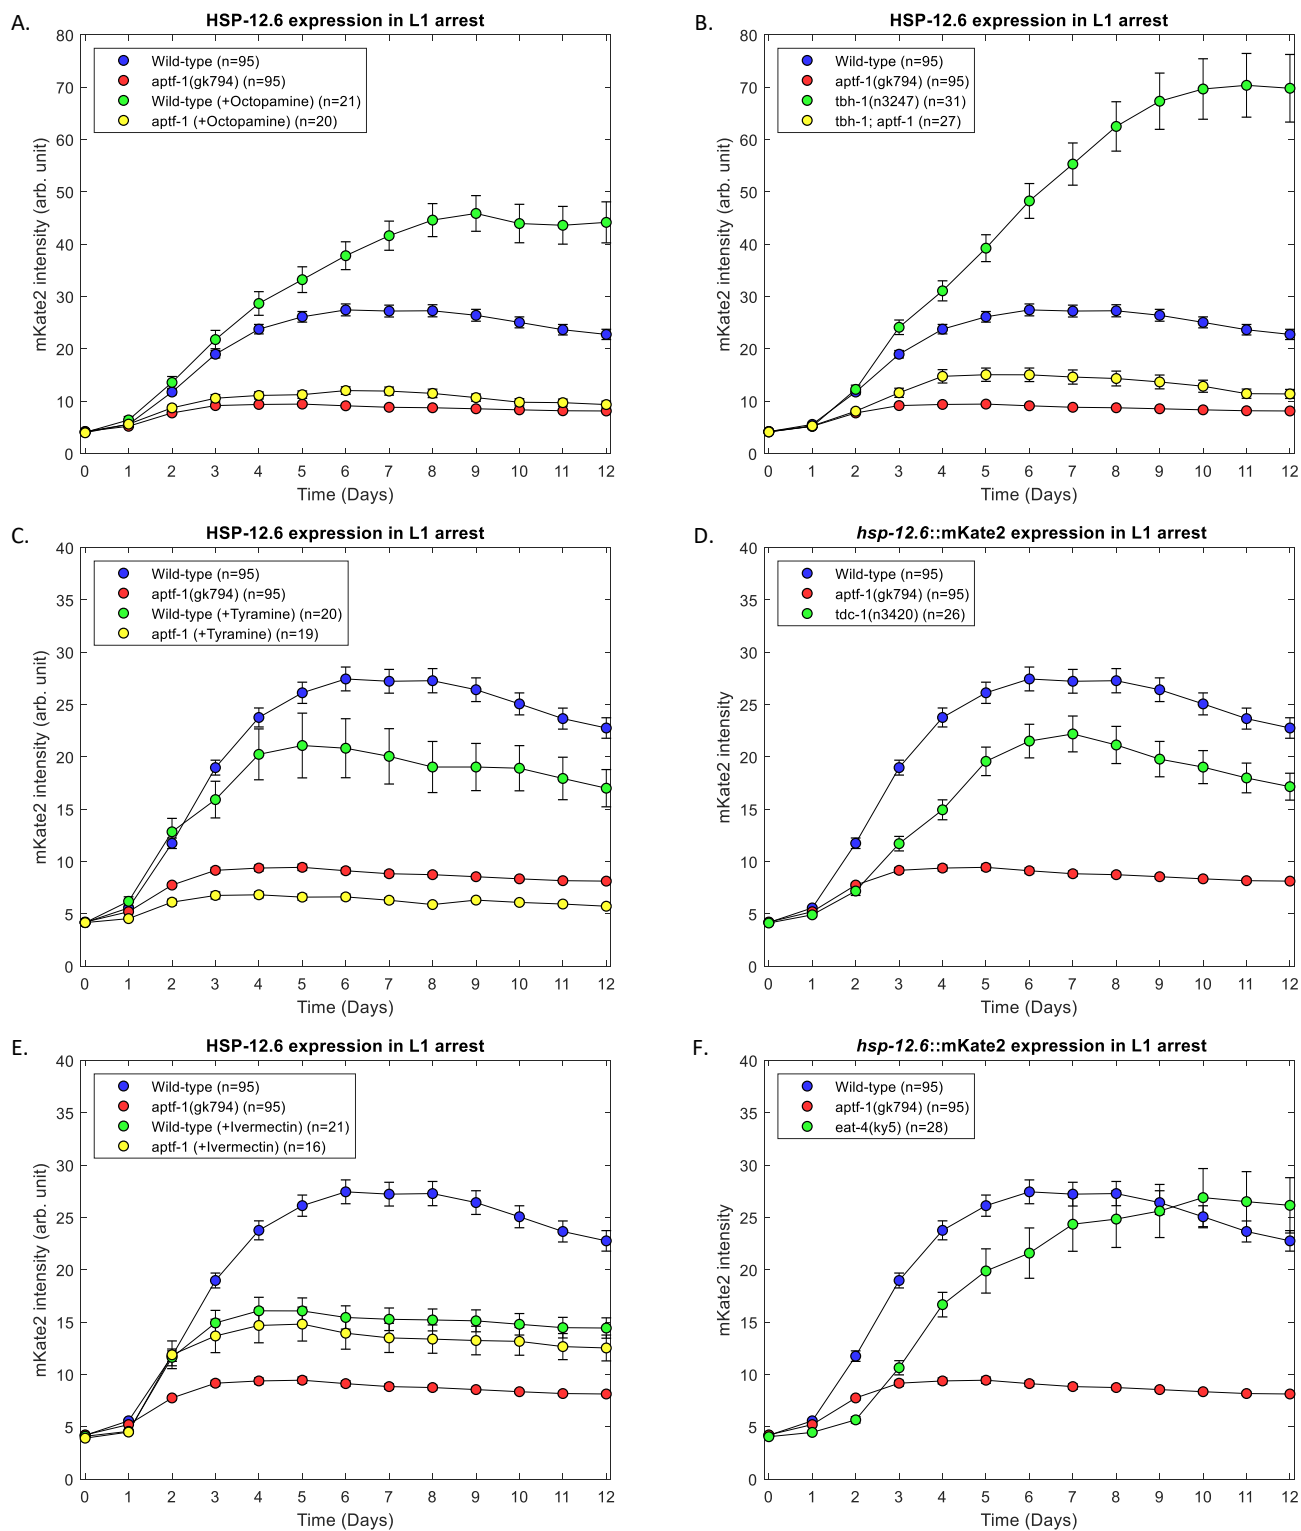 A.
HSP-12.6 expression in L1 arrest
mKate2 intensity (arb. unit)
80
70
60
50
40
30
20
10
0
Wild-type (n=95)
aptf-1(gk794) (n=95)
Wild-type (+Octopamine) (n=21)
aptf-1 (+Octopamine) (n=20)
0 1 2 3 4 5 6 7 8 9 10 11 12
Time (Days)
B.
HSP-12.6 expression in L1 arrest
mKate2 intensity (arb. unit)
80
70
60
50
40
30
20
10
0
Wild-type (n=95)
aptf-1(gk794) (n=95)
tbh-1(n3247) (n=31)
tbh-1; aptf-1 (n=27)
0 1 2 3 4 5 6 7 8 9 10 11 12
Time (Days)
C.
HSP-12.6 expression in L1 arrest
mKate2 intensity (arb. unit)
40
35
30
25
20
15
10
5
0
Wild-type (n=95)
aptf-1(gk794) (n=95)
Wild-type (+Tyramine) (n=20)
aptf-1 (+Tyramine) (n=19)
0 1 2 3 4 5 6 7 8 9 10 11 12
Time (Days)
D.
hsp-12.6::mKate2 expression in L1 arrest
mKate2 intensity
40
35
30
25
20
15
10
5
0
Wild-type (n=95)
aptf-1(gk794) (n=95)
tdc-1(n3420) (n=26)
0 1 2 3 4 5 6 7 8 9 10 11 12
Time (Days)
E.
HSP-12.6 expression in L1 arrest
mKate2 intensity (arb. unit)
40
35
30
25
20
15
10
5
0
Wild-type (n=95)
aptf-1(gk794) (n=95)
Wild-type (+Ivermectin) (n=21)
aptf-1 (+Ivermectin) (n=16)
0 1 2 3 4 5 6 7 8 9 10 11 12
Time (Days)
F.
hsp-12.6::mKate2 expression in L1 arrest
mKate2 intensity
40
35
30
25
20
15
10
5
0
Wild-type (n=95)
aptf-1(gk794) (n=95)
eat-4(ky5) (n=28)
0 1 2 3 4 5 6 7 8 9 10 11 12
Time (Days)